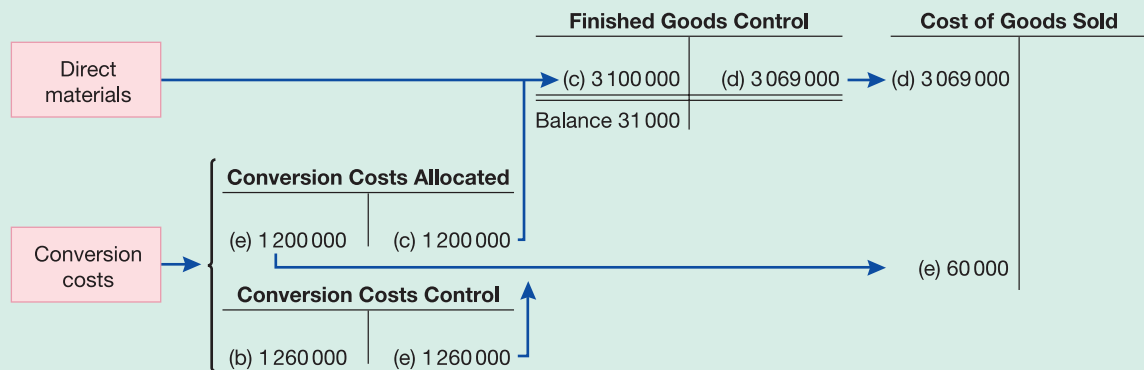 Finished Goods Control
Cost of Goods Sold
Direct
materials
(c) 3 100 000
(d) 3 069 000
(d) 3 069 000
Balance 31 000
Conversion Costs Allocated
(e) 1 200 000
(c) 1 200 000
Conversion
costs
(e) 60 000
Conversion Costs Control
(b) 1 260 000
(e) 1 260 000